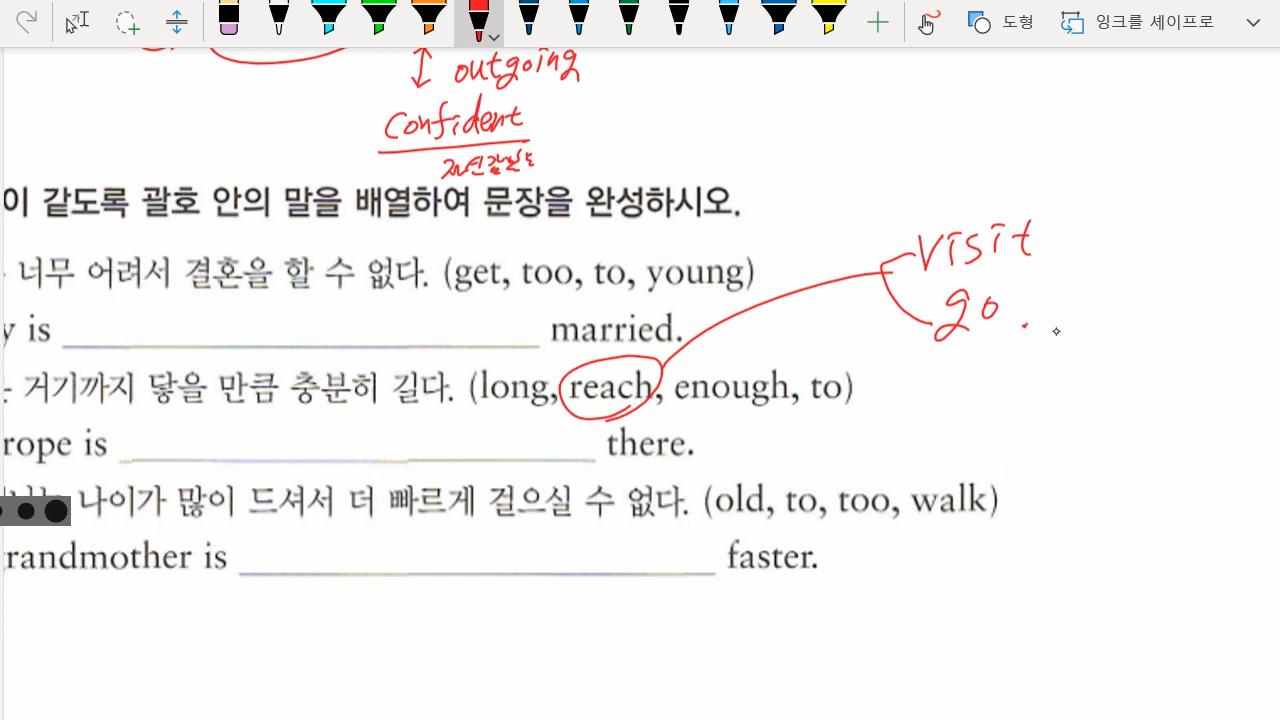 도형 잉크를 셰이프로
outgoing
Confident
자신감있는
이 같도록 괄호 안의 말을 배열하여 문장을 완성하시오.
너무 어려서 결혼을 할 수 없다. (get, too, to, young)
y is married.
거기까지 닿을 만큼 충분히 길다. (long, reach, enough, to)
rope is there.
나이가 많이 드셔서 더 빠르게 걸으실 수 없다. (old, to, too, walk)
grandmother is faster.
visit
go.